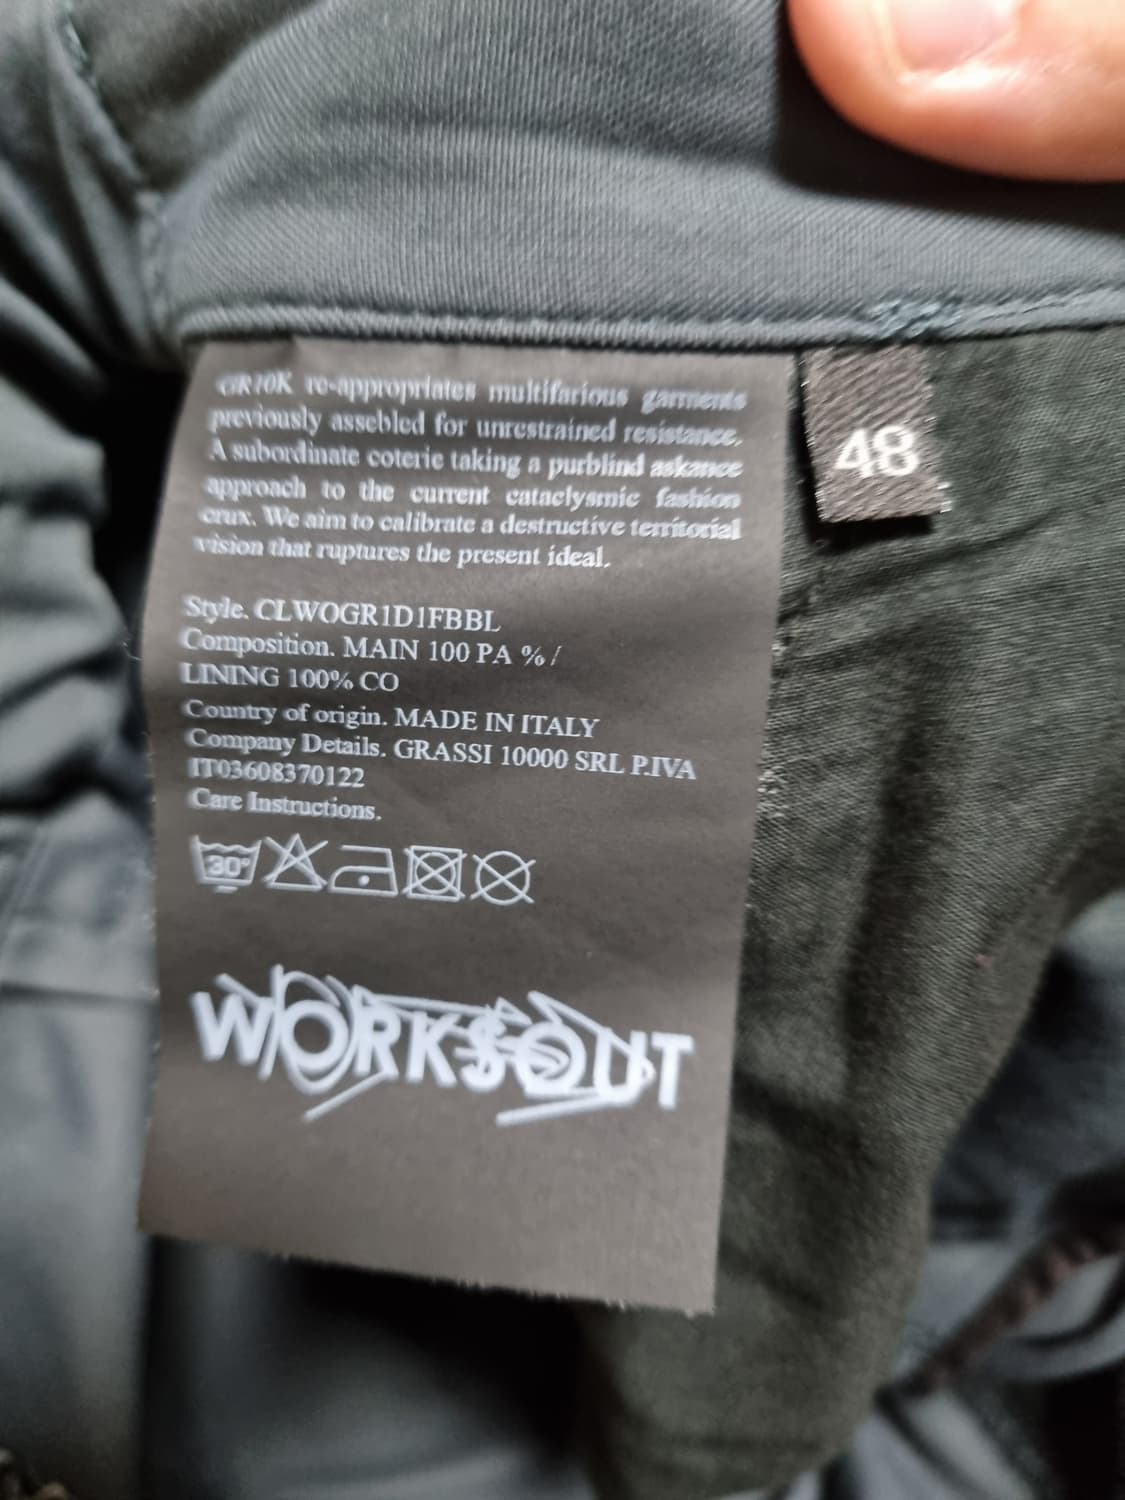 GR10K re-appropriates multifarious garments
previously assebled for unrestrained resistance.
A subordinate coterie taking a purblind askance
approach to the current cataclysmic fashion
crux. We aim to calibrate a destructive territorial
vision that ruptures the present ideal.
Style. CLWOGR1D1FBBL
Composition. MAIN 100 PA % /
LINING 100% CO
Country of origin. MADE IN ITALY
Company Details. GRASSI 10000 SRL P.IVA
IT03608370122
Care Instructions.
30°
WORKSOUT
48